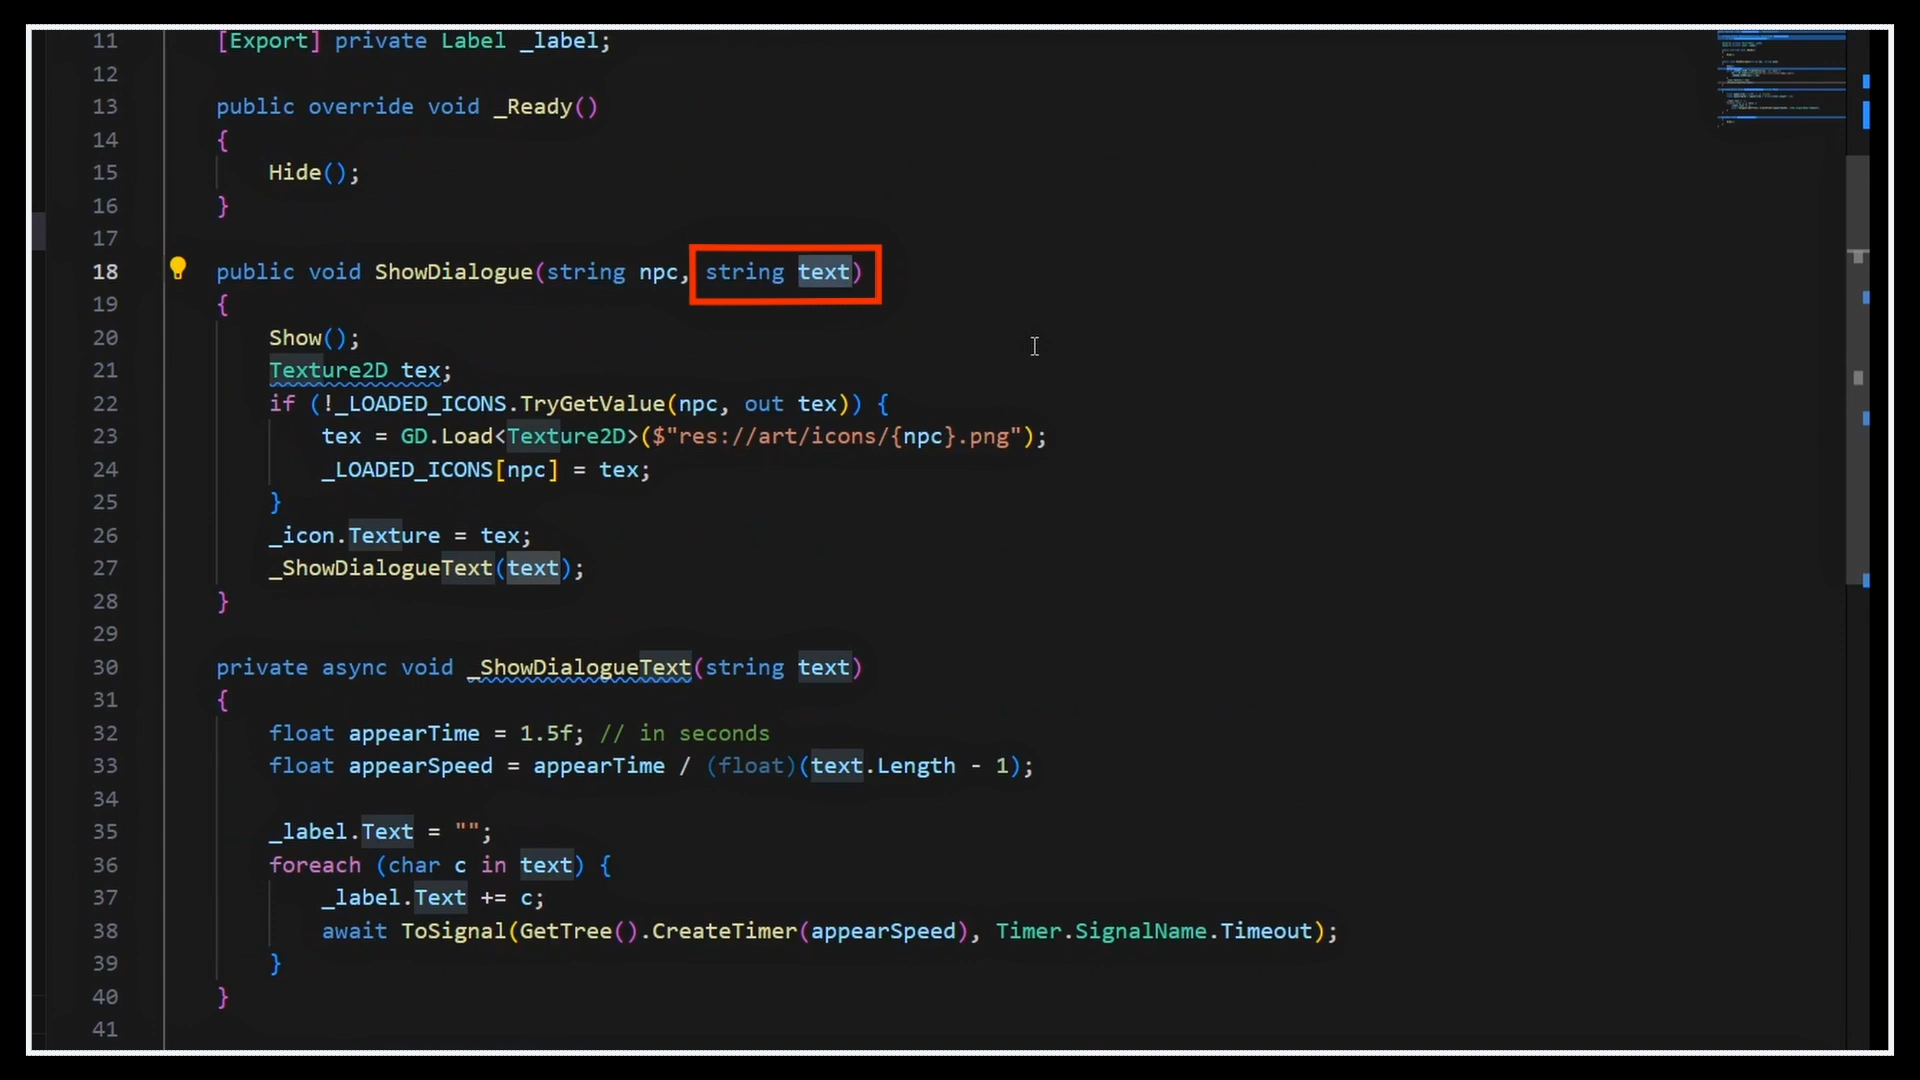 11 [Export] private Label _label;
12
13 public override void _Ready()
14 {
15 Hide();
16 }
17
18 public void ShowDialogue(string npc, string text)
19 {
20 Show();
21 Texture2D tex;
22 if (!_LOADED_ICONS.TryGetValue(npc, out tex)) {
23 tex = GD.Load<Texture2D>($"res://art/icons/{npc}.png");
24 _LOADED_ICONS[npc] = tex;
25 }
26 _icon.Texture = tex;
27 _ShowDialogueText(text);
28 }
29
30 private async void _ShowDialogueText(string text)
31 {
32 float appearTime = 1.5f; // in seconds
33 float appearSpeed = appearTime / (float)(text.Length - 1);
34
35 _label.Text = "";
36 foreach (char c in text) {
37 _label.Text += c;
38 await ToSignal(GetTree().CreateTimer(appearSpeed), Timer.SignalName.Timeout);
39 }
40 }
41